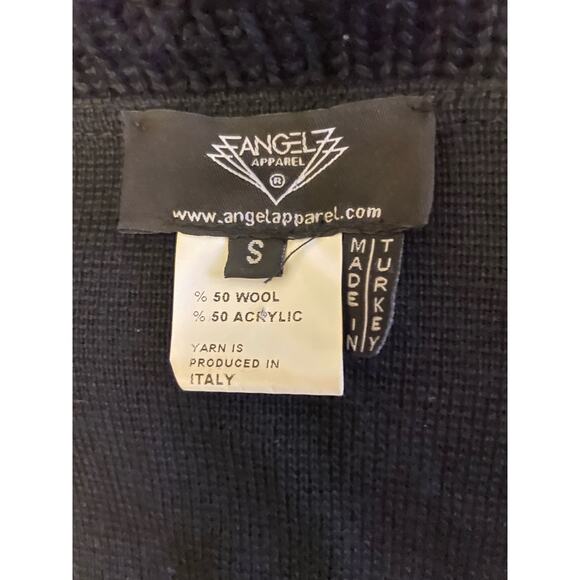 ANGEL
APPAREL
®
www.angelapparel.com
S
% 50 WOOL
% 50 ACRYLIC
YARN IS
PRODUCED IN
ITALY
MADE IN
TURKEY